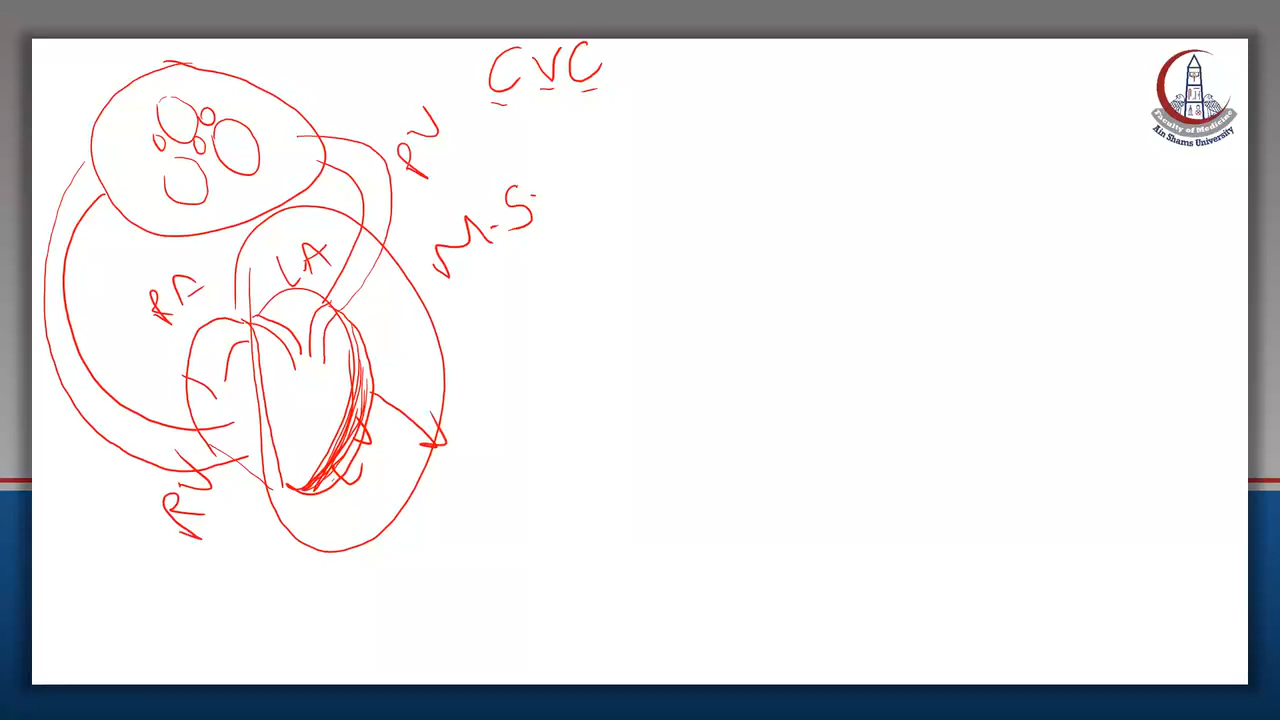 CVC
PV
M.S.
LA
RA
RV
Faculty of Medicine
Ain Shams University